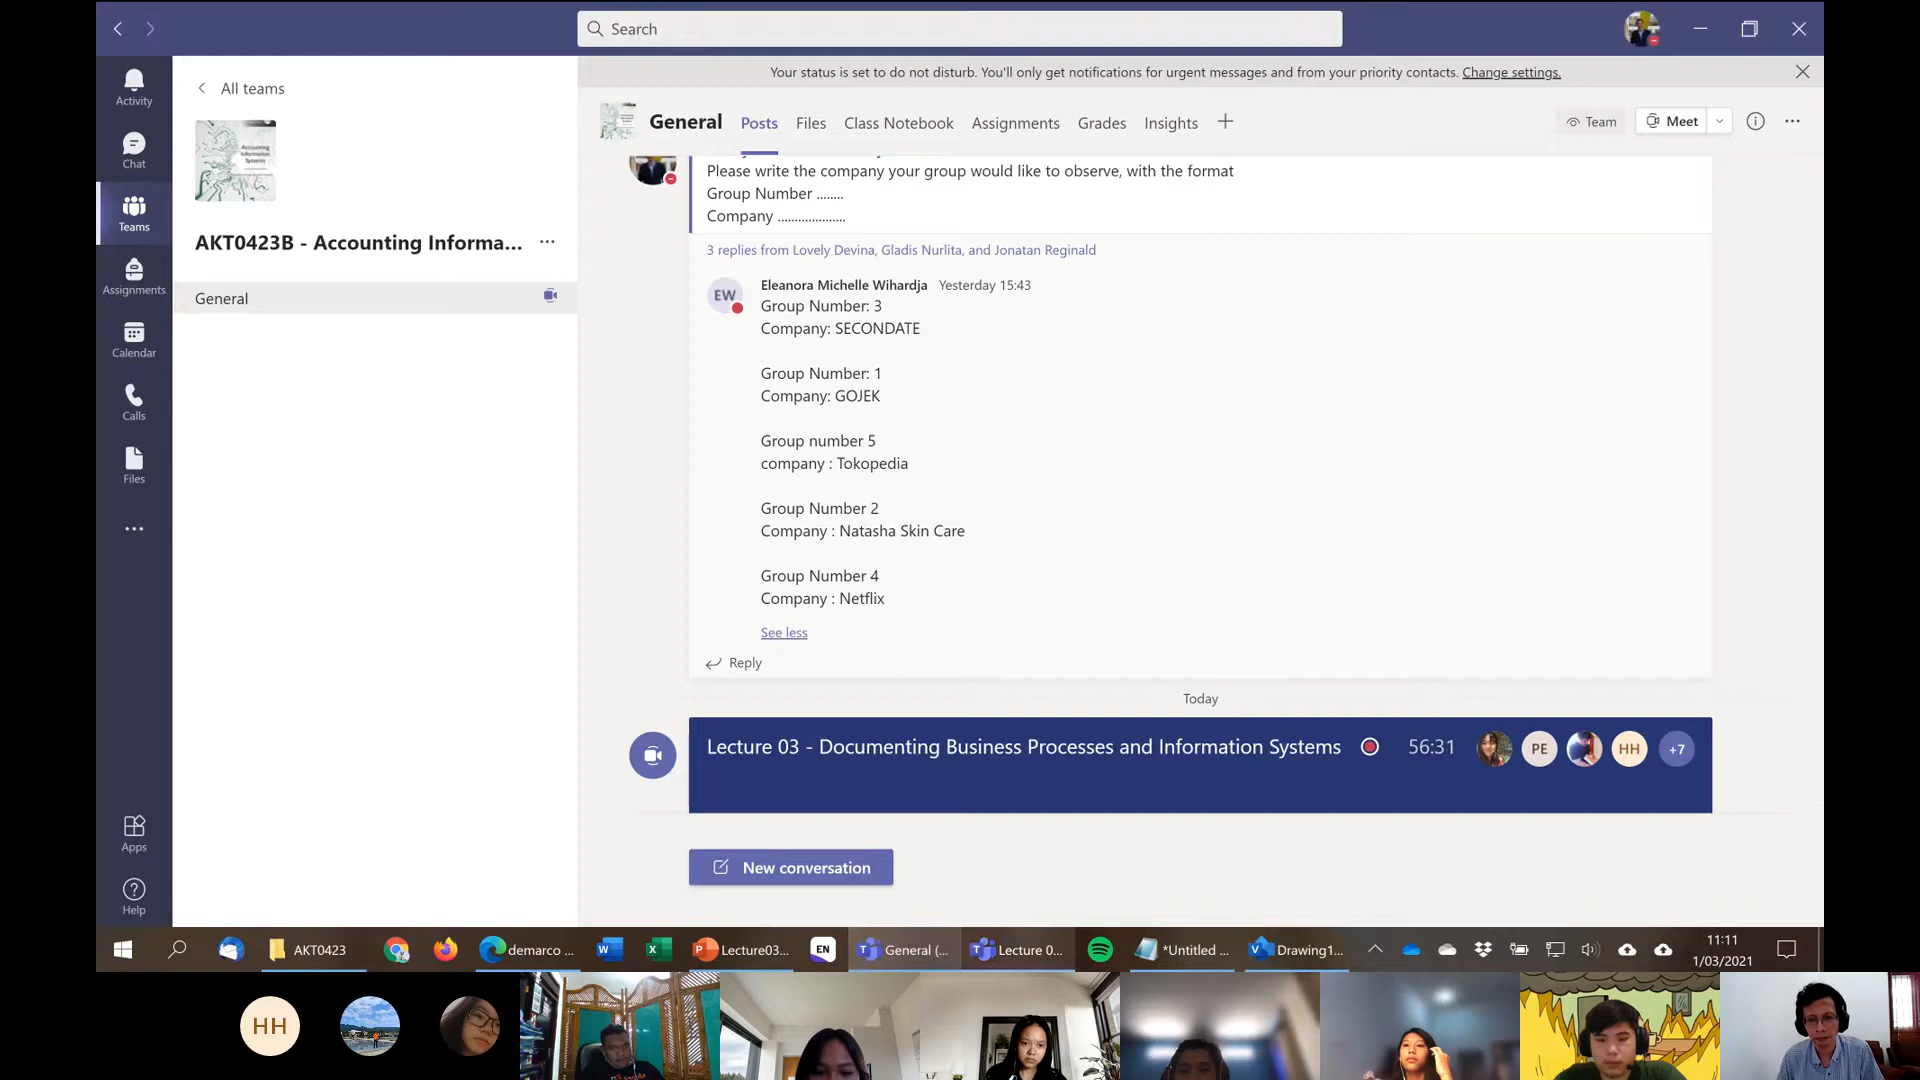 Search
Your status is set to do not disturb. You'll only get notifications for urgent messages and from your priority contacts. Change settings.
Activity
Chat
Teams
Assignments
Calendar
Calls
Files
Apps
Help
All teams
Accounting
Information
Systems
AKT0423B - Accounting Informa...
General
General
Posts
Files
Class Notebook
Assignments
Grades
Insights
Team
Meet
Please write the company your group would like to observe, with the format
Group Number ........
Company ....................
3 replies from Lovely Devina, Gladis Nurlita, and Jonatan Reginald
EW
Eleanora Michelle Wihardja Yesterday 15:43
Group Number: 3
Company: SECONDATE
Group Number: 1
Company: GOJEK
Group number 5
company : Tokopedia
Group Number 2
Company : Natasha Skin Care
Group Number 4
Company : Netflix
See less
Reply
Today
Lecture 03 - Documenting Business Processes and Information Systems
56:31
PE
HH
+7
New conversation
AKT0423
demarco ...
Lecture03...
EN
General (...
Lecture 0...
*Untitled ...
Drawing1...
11:11
1/03/2021
HH